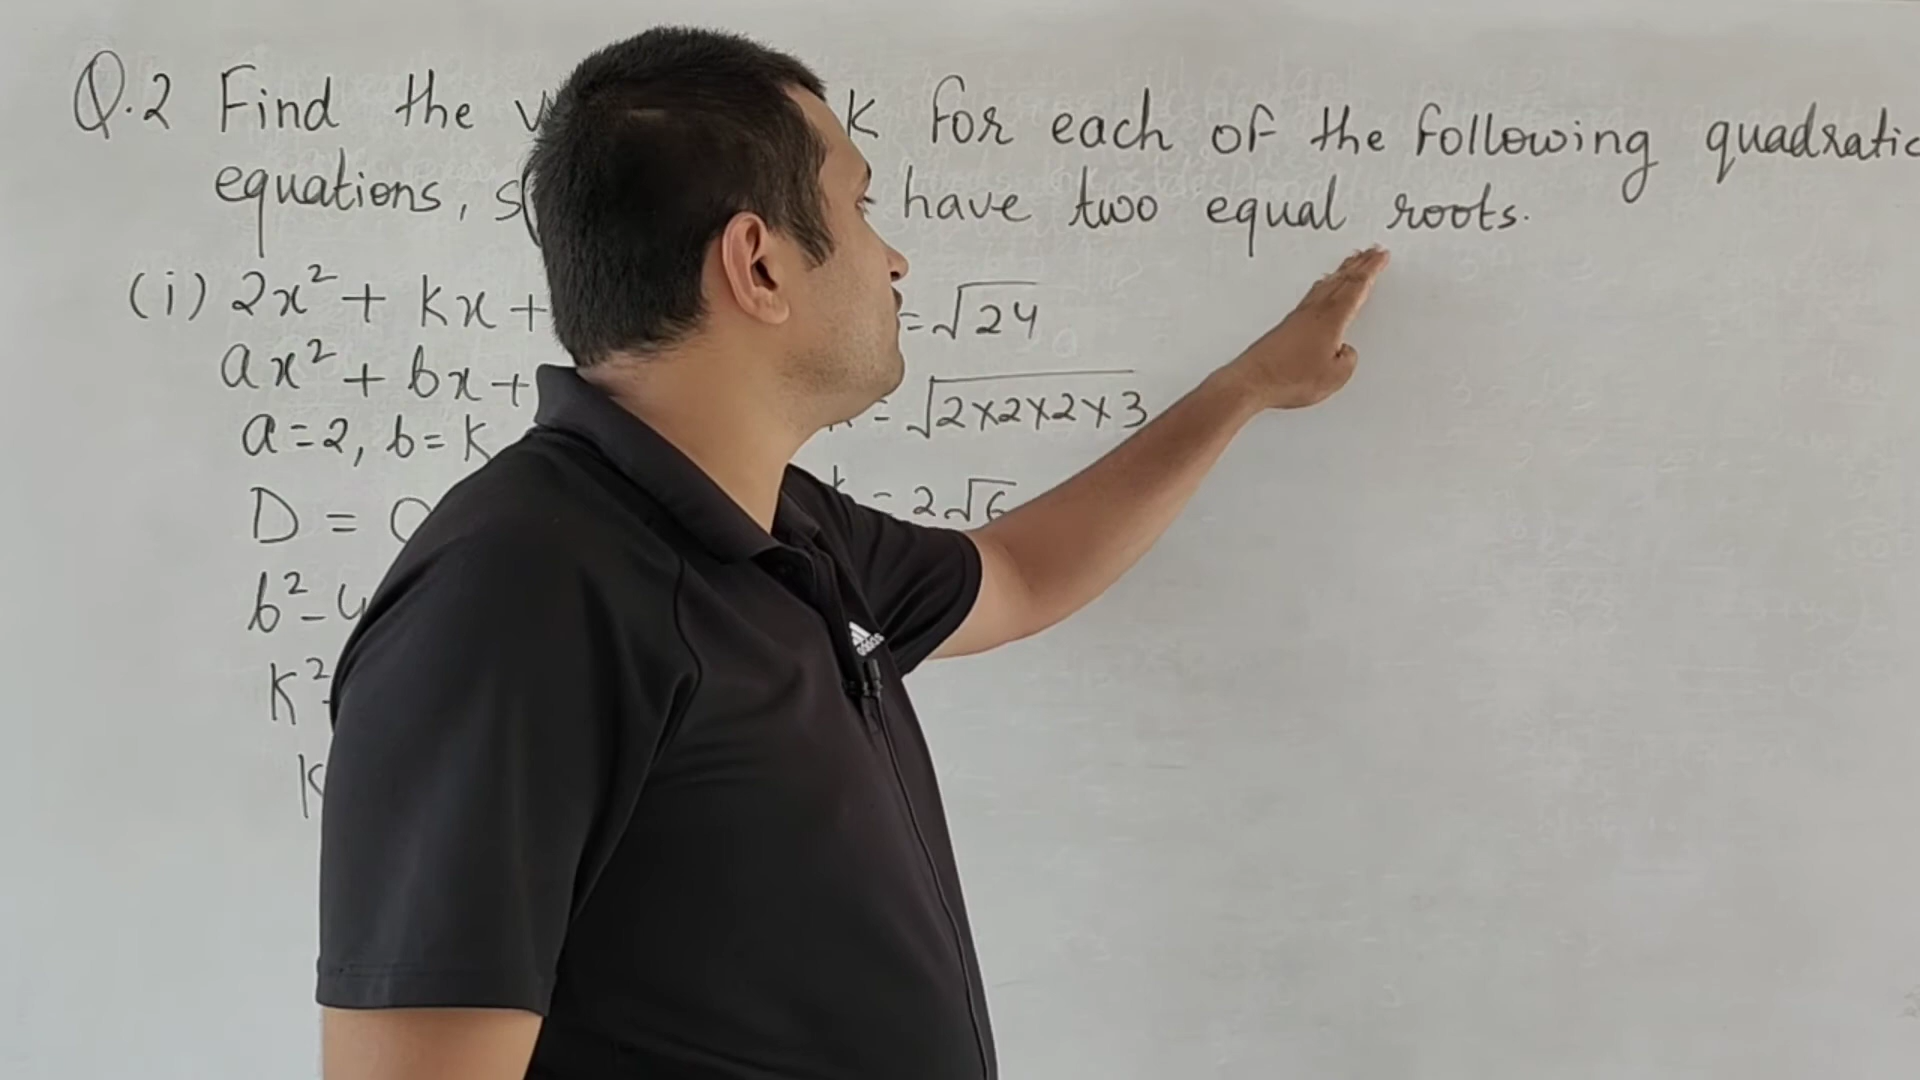 Q.2 Find the K for each of the following quadratic
equations, have two equal roots.
(i) 2x² + Kx + = √24
ax² + bx + = √2×2×2×3
a=2, b=K = 2√6
D = 0
b² - 4
K²
K
adidas